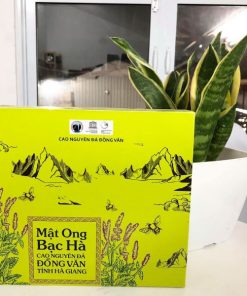 CAO NGUYÊN ĐÁ ĐỒNG VĂN
Mật Ong
Bạc Hà
CAO NGUYÊN ĐÁ
ĐỒNG VĂN
TỈNH HÀ GIANG